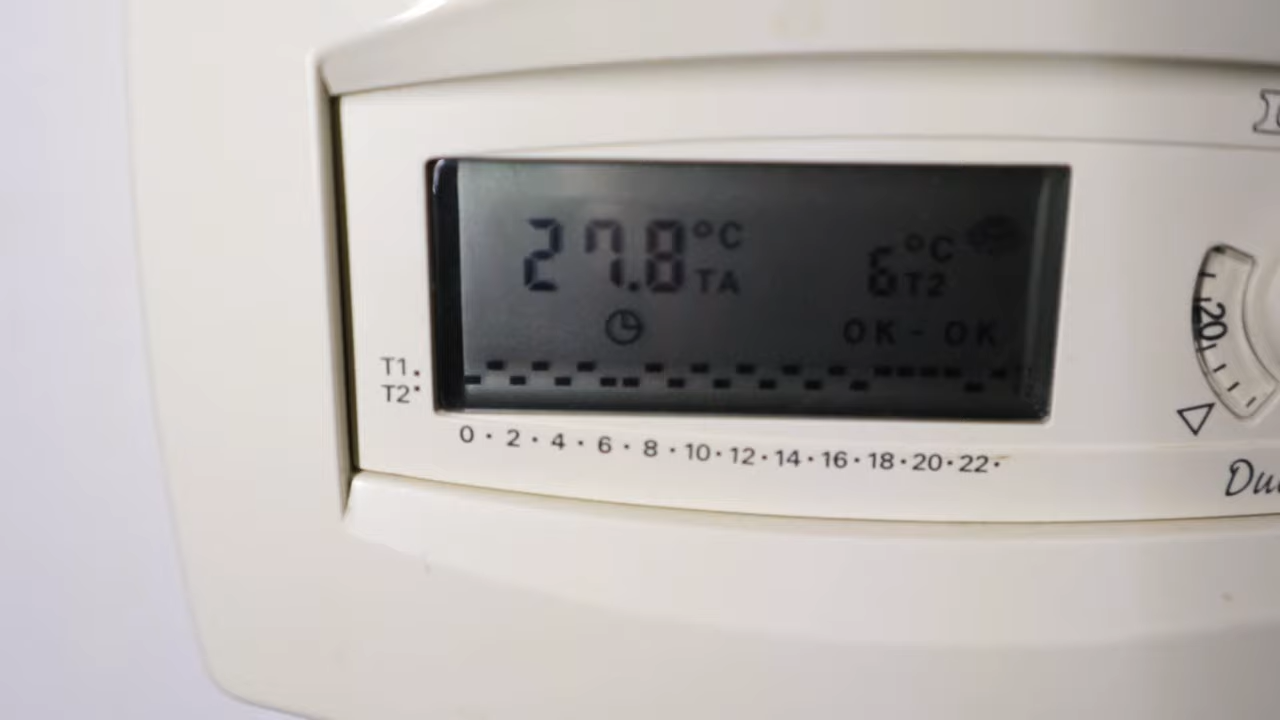 27.8 °C TA
6 °C T2
OK - OK
T1.
T2
0 · 2 · 4 · 6 · 8 · 10 · 12 · 14 · 16 · 18 · 20 · 22 ·
20